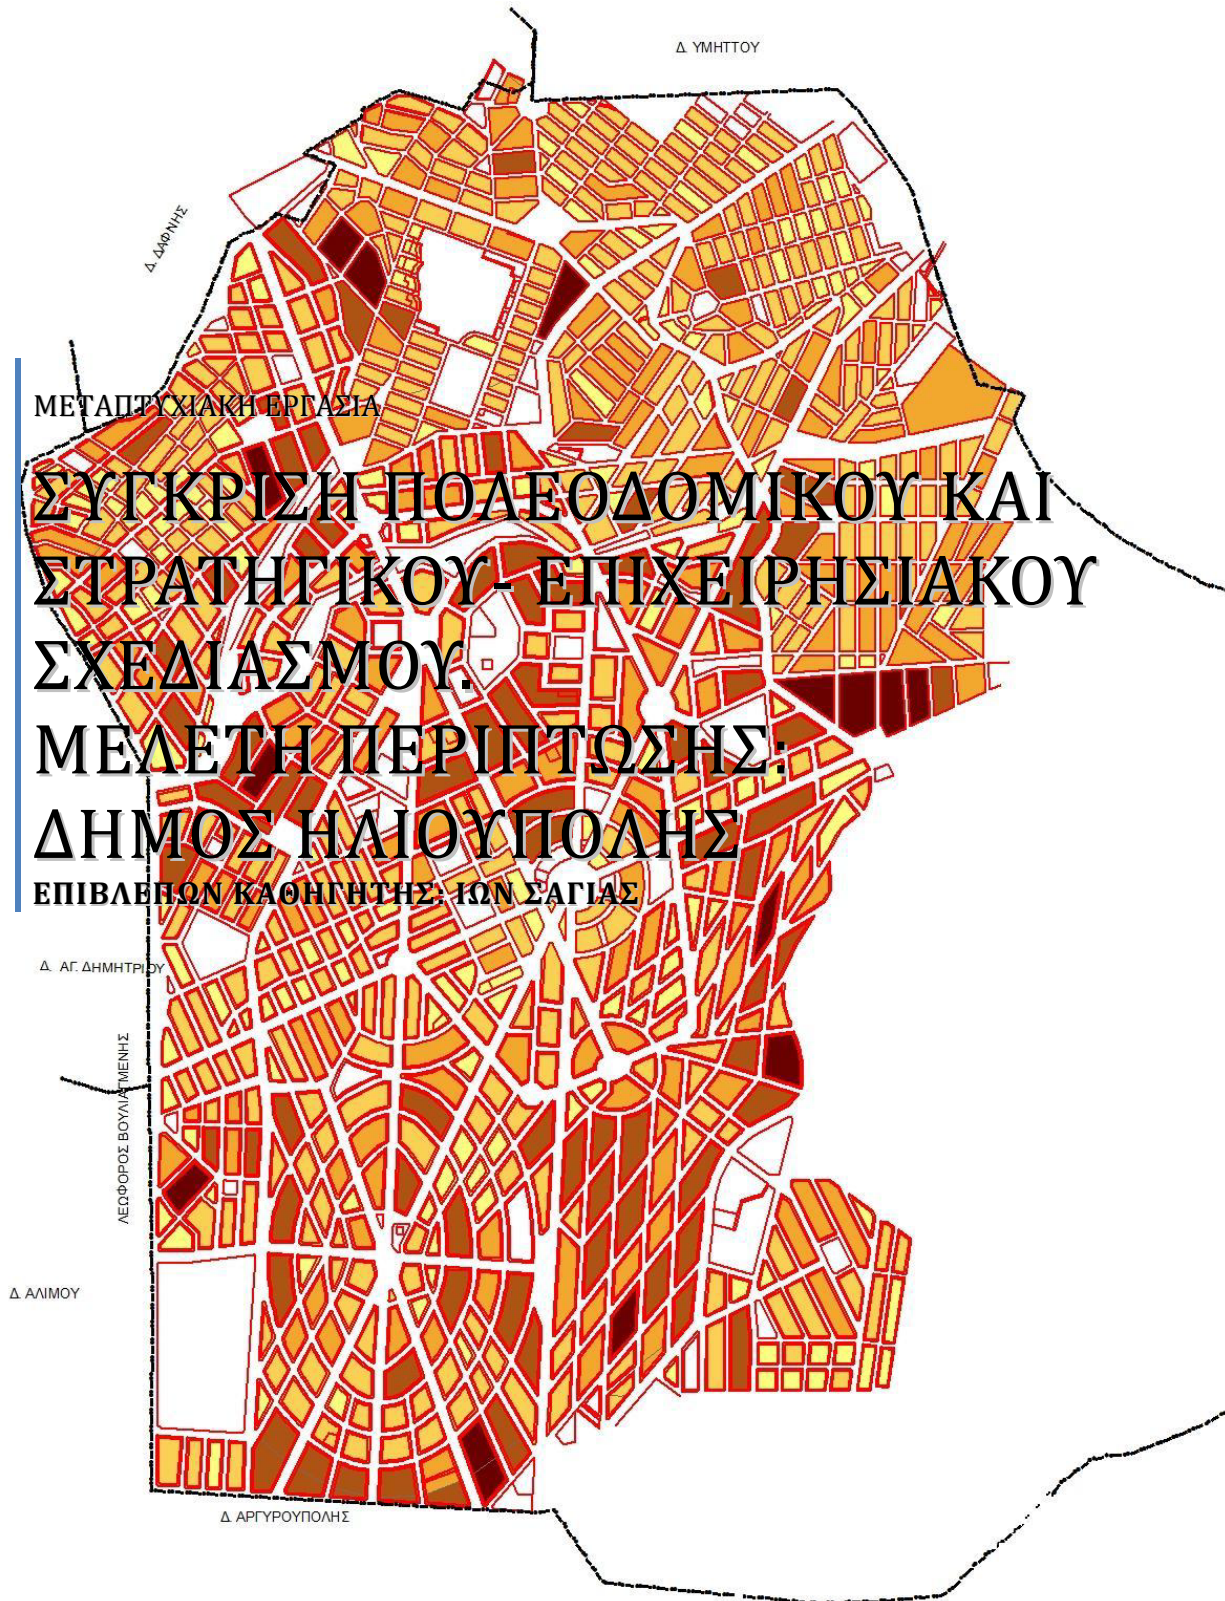 Δ. ΥΜΗΤΤΟΥ
Δ. ΔΑΦΝΗΣ
ΜΕΤΑΠΤΥΧΙΑΚΗ ΕΡΓΑΣΙΑ
ΣΥΓΚΡΙΣΗ ΠΟΛΕΟΔΟΜΙΚΟΥ ΚΑΙ
ΣΤΡΑΤΗΓΙΚΟΥ- ΕΠΙΧΕΙΡΗΣΙΑΚΟΥ
ΣΧΕΔΙΑΣΜΟΥ.
ΜΕΛΕΤΗ ΠΕΡΙΠΤΩΣΗΣ:
ΔΗΜΟΣ ΗΛΙΟΥΠΟΛΗΣ
ΕΠΙΒΛΕΠΩΝ ΚΑΘΗΓΗΤΗΣ: ΙΩΝ ΣΑΓΙΑΣ
Δ. ΑΓ. ΔΗΜΗΤΡΙΟΥ
ΛΕΩΦΟΡΟΣ ΒΟΥΛΙΑΓΜΕΝΗΣ
Δ. ΑΛΙΜΟΥ
Δ. ΑΡΓΥΡΟΥΠΟΛΗΣ